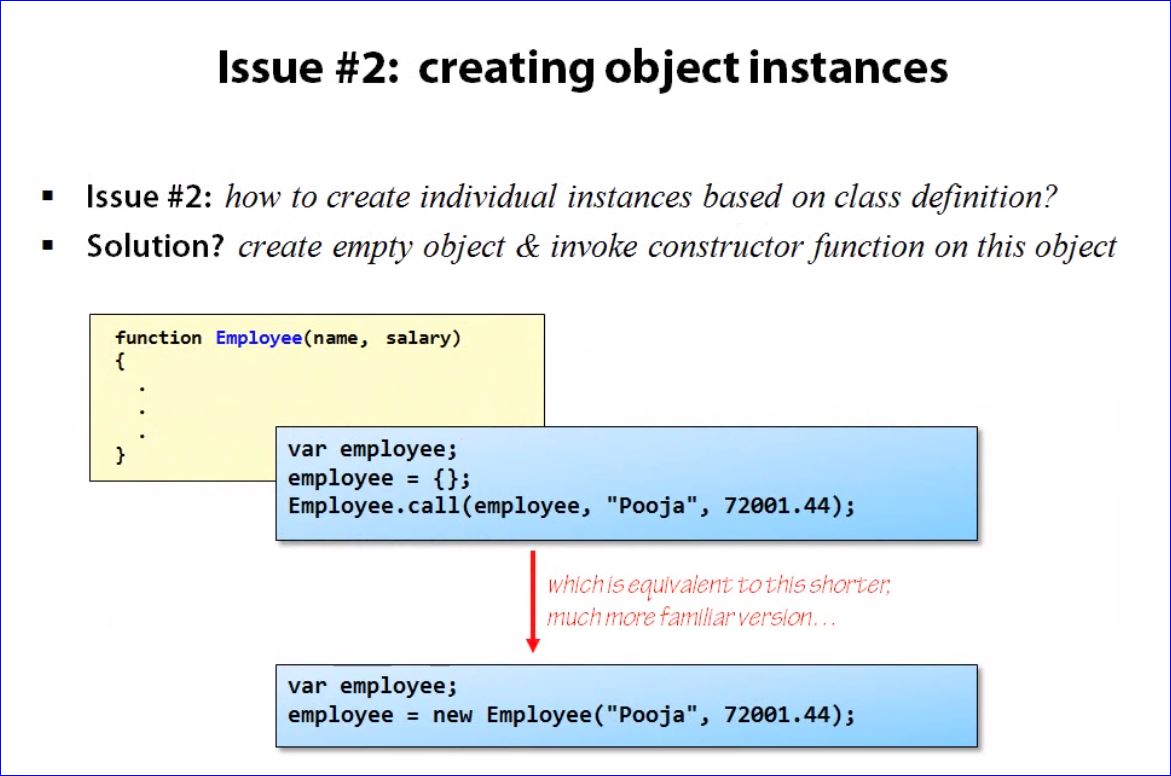 Issue #2: creating object instances
▪ Issue #2: how to create individual instances based on class definition?
▪ Solution? create empty object & invoke constructor function on this object
function Employee(name, salary)
{
.
.
.
}
var employee;
employee = {};
Employee.call(employee, "Pooja", 72001.44);
which is equivalent to this shorter,
much more familiar version...
var employee;
employee = new Employee("Pooja", 72001.44);